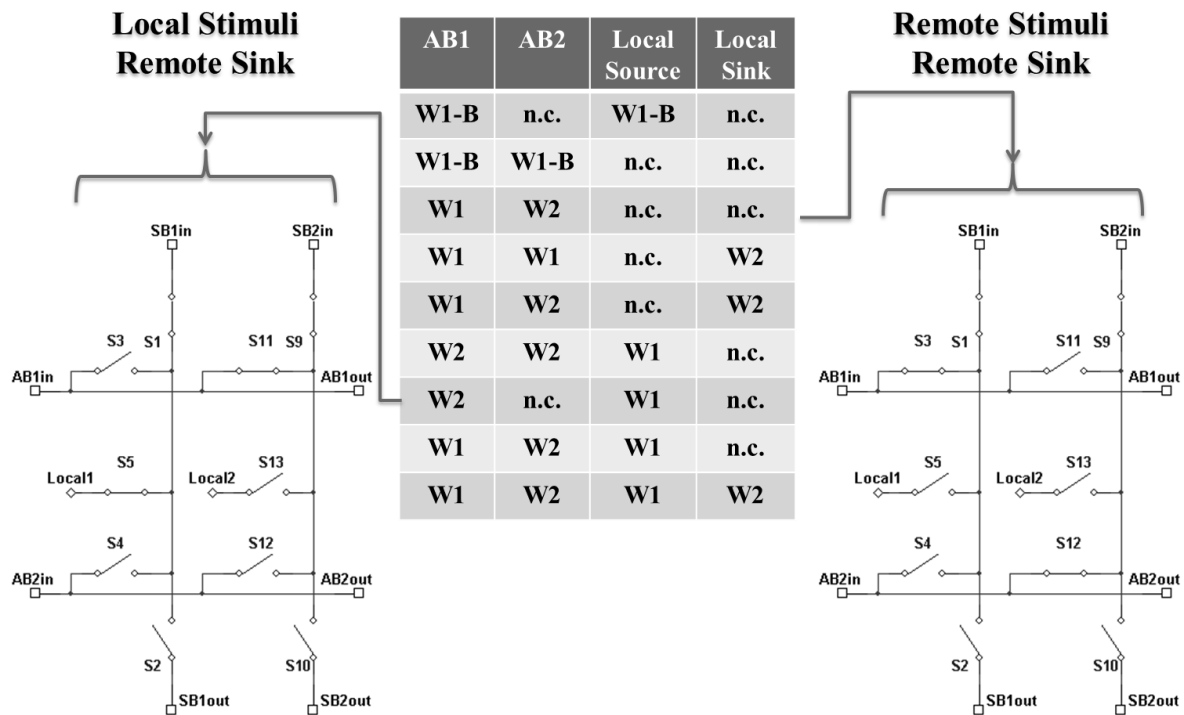 Local Stimuli
Remote Sink
AB1 AB2 Local Source Local Sink
W1-B n.c. W1-B n.c.
W1-B W1-B n.c. n.c.
W1 W2 n.c. n.c.
W1 W1 n.c. W2
W1 W2 n.c. W2
W2 W2 W1 n.c.
W2 n.c. W1 n.c.
W1 W2 W1 n.c.
W1 W2 W1 W2
Remote Stimuli
Remote Sink
SB1in SB2in
S3 S1 S11 S9
AB1in AB1out
S5 S13
Local1 Local2
S4 S12
AB2in AB2out
S2 S10
SB1out SB2out
SB1in SB2in
S3 S1 S11 S9
AB1in AB1out
S5 S13
Local1 Local2
S4 S12
AB2in AB2out
S2 S10
SB1out SB2out